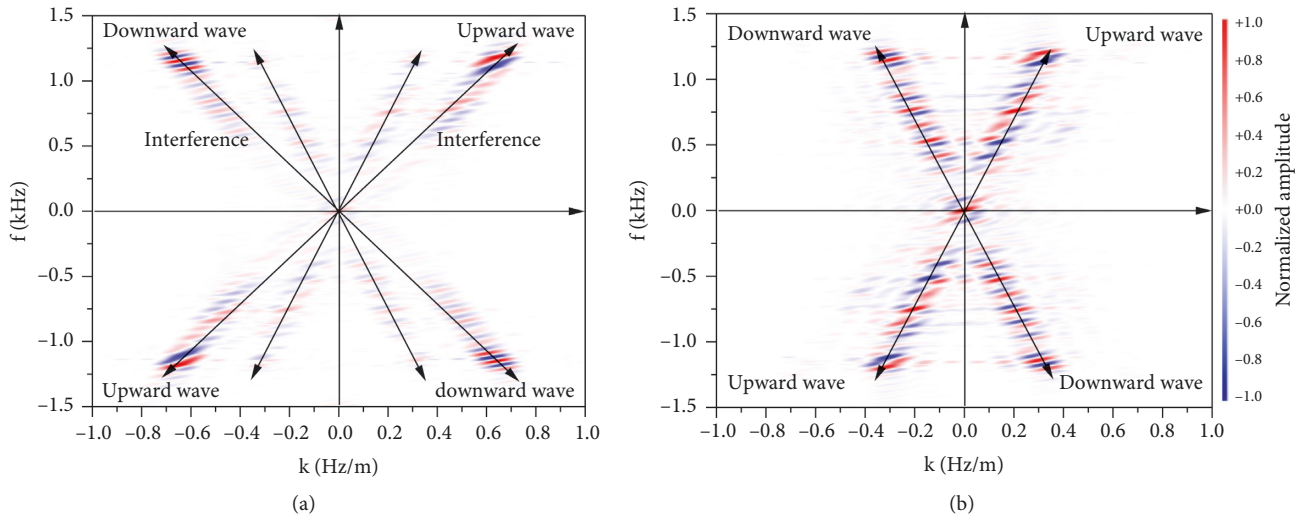 Downward wave
Upward wave
Interference
Interference
Upward wave
downward wave
1.5
1.0
0.5
0.0
−0.5
−1.0
−1.5
f (kHz)
−1.0 −0.8 −0.6 −0.4 −0.2 0.0 0.2 0.4 0.6 0.8 1.0
k (Hz/m)
(a)
Downward wave
Upward wave
Upward wave
Downward wave
1.5
1.0
0.5
0.0
−0.5
−1.0
−1.5
f (kHz)
−1.0 −0.8 −0.6 −0.4 −0.2 0.0 0.2 0.4 0.6 0.8 1.0
k (Hz/m)
(b)
+1.0
+0.8
+0.6
+0.4
+0.2
+0.0
−0.2
−0.4
−0.6
−0.8
−1.0
Normalized amplitude